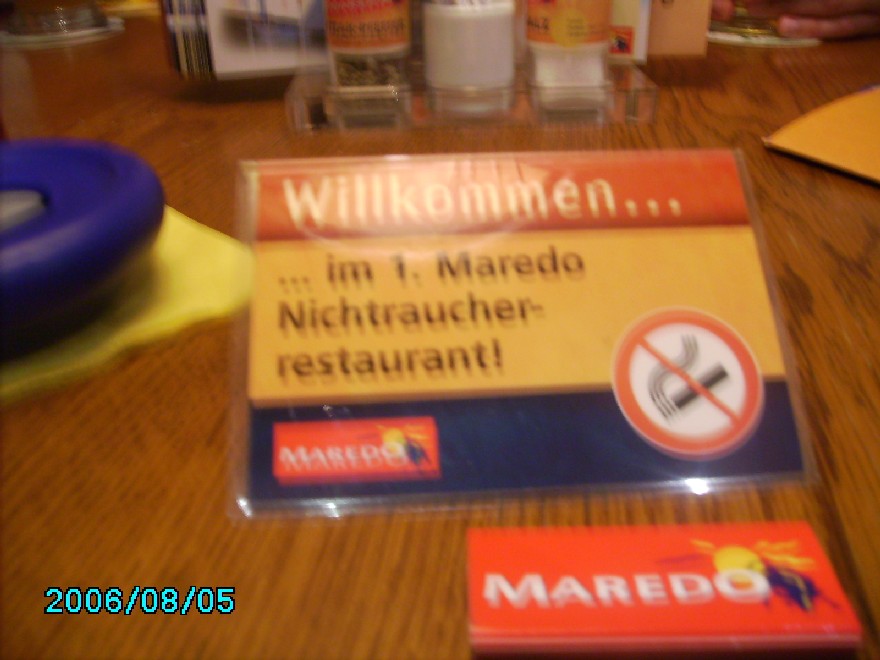 Willkommen...
... im 1. Maredo
Nichtraucher-
restaurant!
MAREDO
MAREDO
2006/08/05